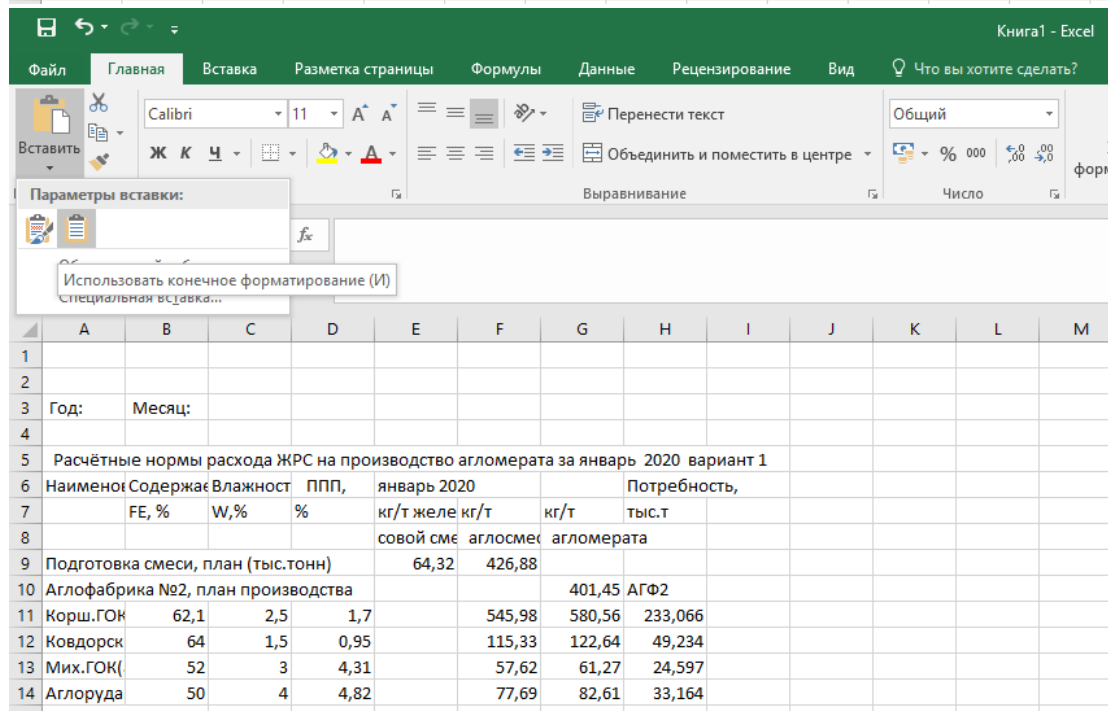 Книга1 - Excel
Файл Главная Вставка Разметка страницы Формулы Данные Рецензирование Вид Что вы хотите сделать?
Calibri 11 А А Перенести текст Общий
Вставить Ж К Ч Объединить и поместить в центре % 000 ,00 ,0
Параметры вставки: Выравнивание Число
fx
Использовать конечное форматирование (И)
Специальная вставка...
A B C D E F G H I J K L M
1
2
3 Год: Месяц:
4
5 Расчётные нормы расхода ЖРС на производство агломерата за январь 2020 вариант 1
6 Наименов Содержа Влажност ППП, январь 2020 Потребность,
7 FE, % W,% % кг/т желе кг/т кг/т тыс.т
8 совой сме аглосмес агломерата
9 Подготовка смеси, план (тыс.тонн) 64,32 426,88
10 Аглофабрика №2, план производства 401,45 АГФ2
11 Корш.ГОК 62,1 2,5 1,7 545,98 580,56 233,066
12 Ковдорск 64 1,5 0,95 115,33 122,64 49,234
13 Мих.ГОК( 52 3 4,31 57,62 61,27 24,597
14 Аглоруда 50 4 4,82 77,69 82,61 33,164